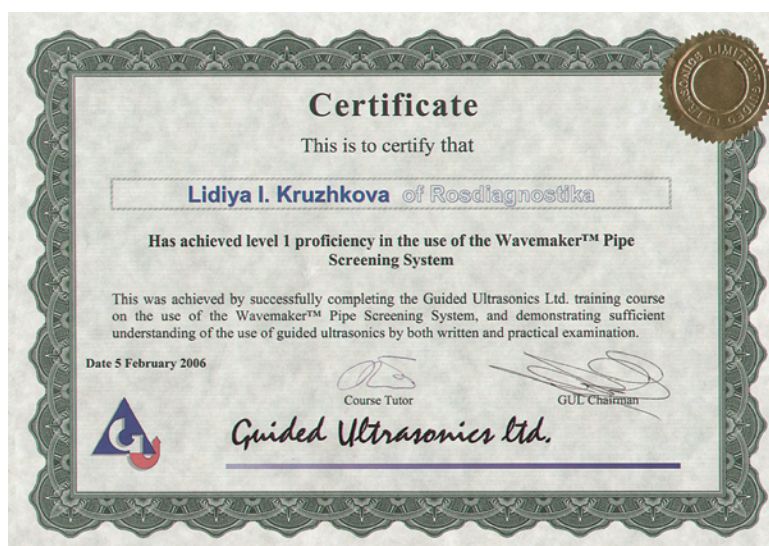 Certificate
This is to certify that
Lidiya I. Kruzhkova of Rosdiagnostika
Has achieved level 1 proficiency in the use of the Wavemaker™ Pipe
Screening System
This was achieved by successfully completing the Guided Ultrasonics Ltd. training course
on the use of the Wavemaker™ Pipe Screening System, and demonstrating sufficient
understanding of the use of guided ultrasonics by both written and practical examination.
Date 5 February 2006
Course Tutor
GUL Chairman
Guided Ultrasonics Ltd.